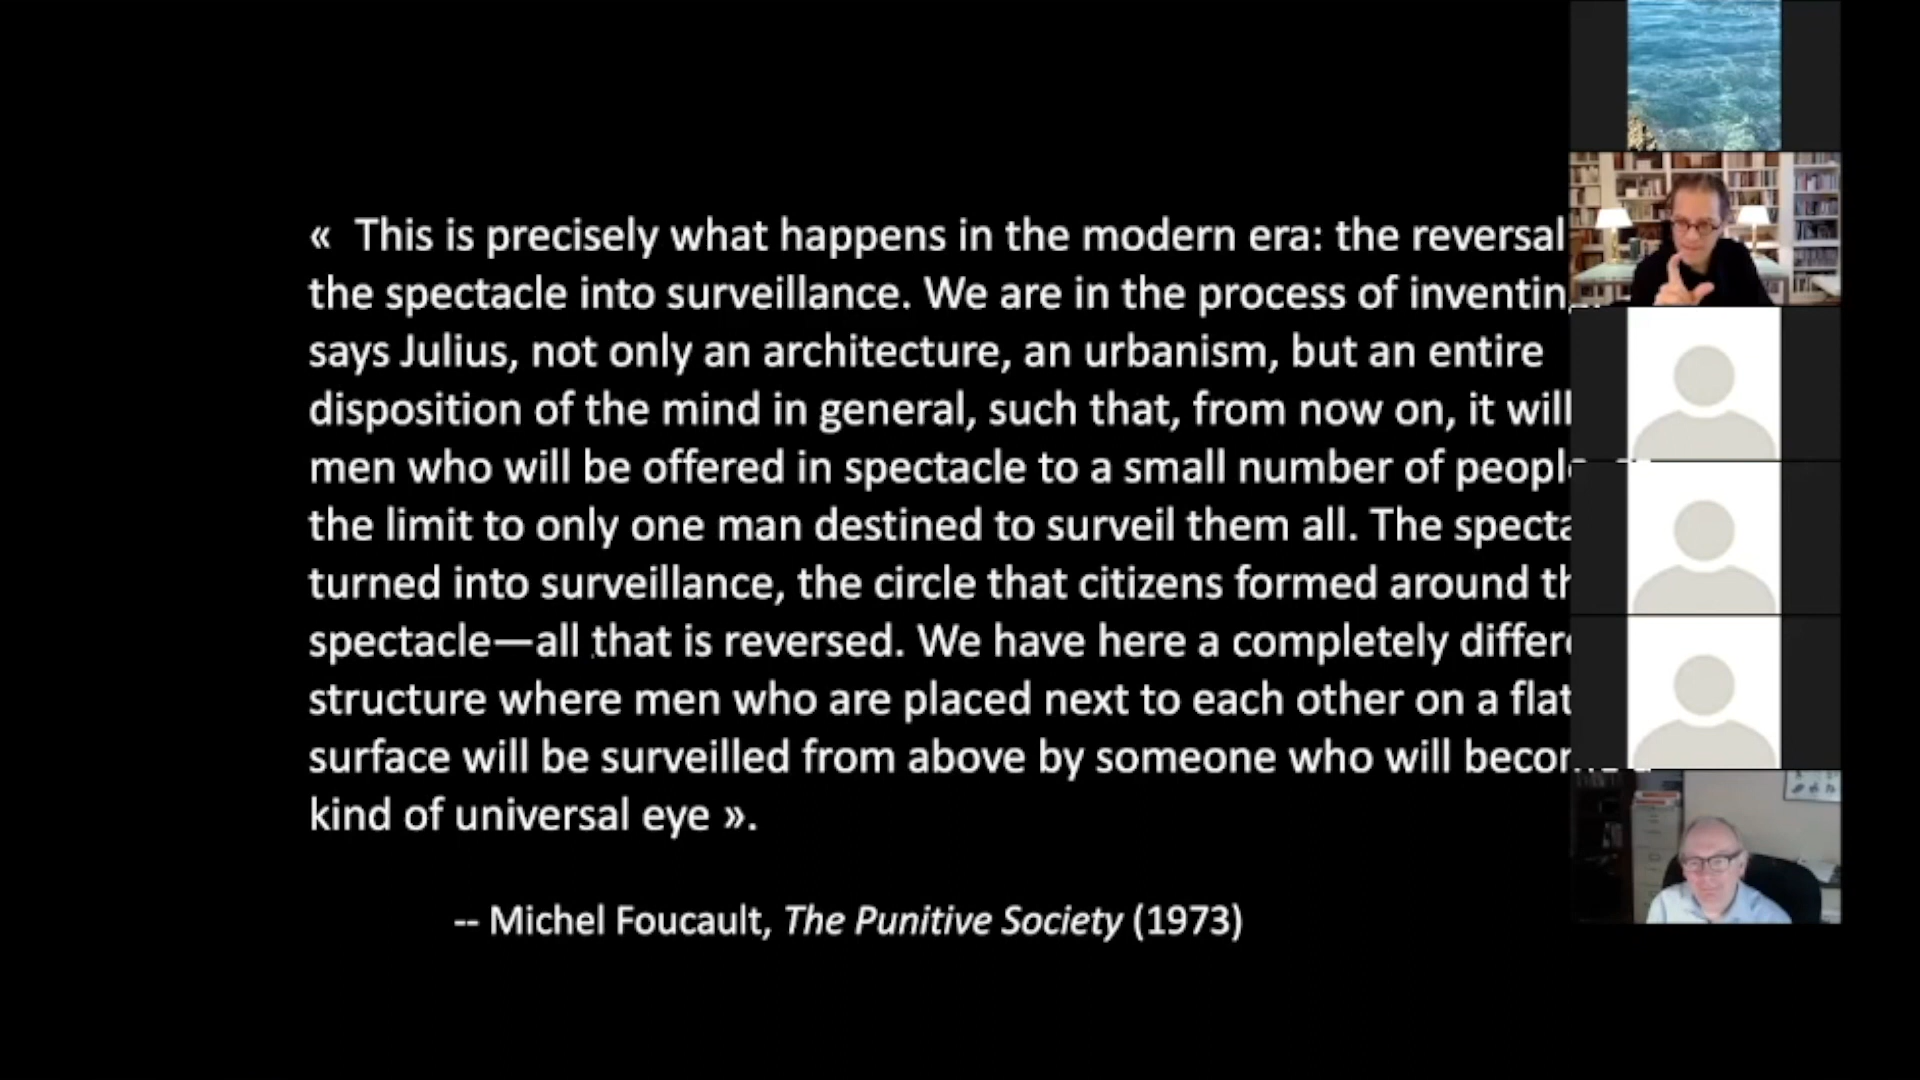 « This is precisely what happens in the modern era: the reversal
the spectacle into surveillance. We are in the process of
says Julius, not only an architecture, an urbanism, but an entire
disposition of the mind in general, such that, from now on, it will
men who will be offered in spectacle to a small number of
the limit to only one man destined to surveil them all. The
turned into surveillance, the circle that citizens formed around
spectacle—all that is reversed. We have here a completely
structure where men who are placed next to each other on a flat
surface will be surveilled from above by someone who will
kind of universal eye ».
-- Michel Foucault, The Punitive Society (1973)